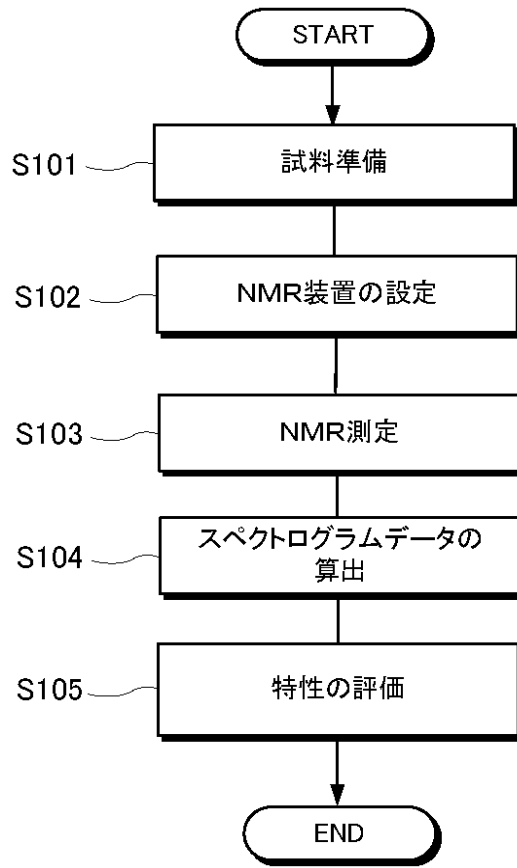 START
S101
試料準備
S102
NMR装置の設定
S103
NMR測定
S104
スペクトログラムデータの
算出
S105
特性の評価
END